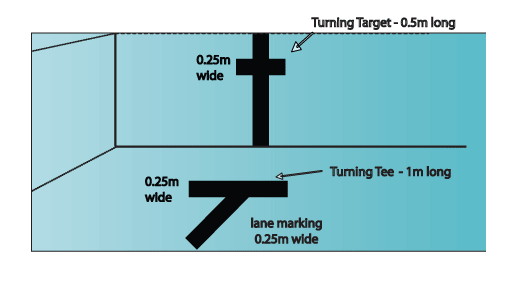 Turning Target - 0.5m long
0.25m
wide
Turning Tee - 1m long
0.25m
wide
lane marking
0.25m wide